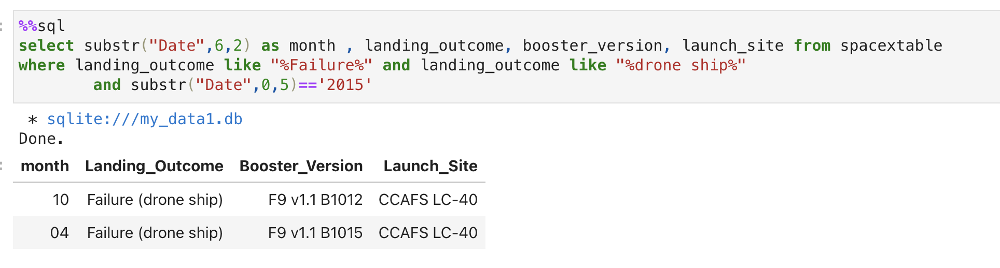 %%sql
select substr("Date",6,2) as month , landing_outcome, booster_version, launch_site from spacextable
where landing_outcome like "%Failure%" and landing_outcome like "%drone ship%"
and substr("Date",0,5)=='2015'
* sqlite:///my_data1.db
Done.
month Landing_Outcome Booster_Version Launch_Site
10 Failure (drone ship) F9 v1.1 B1012 CCAFS LC-40
04 Failure (drone ship) F9 v1.1 B1015 CCAFS LC-40